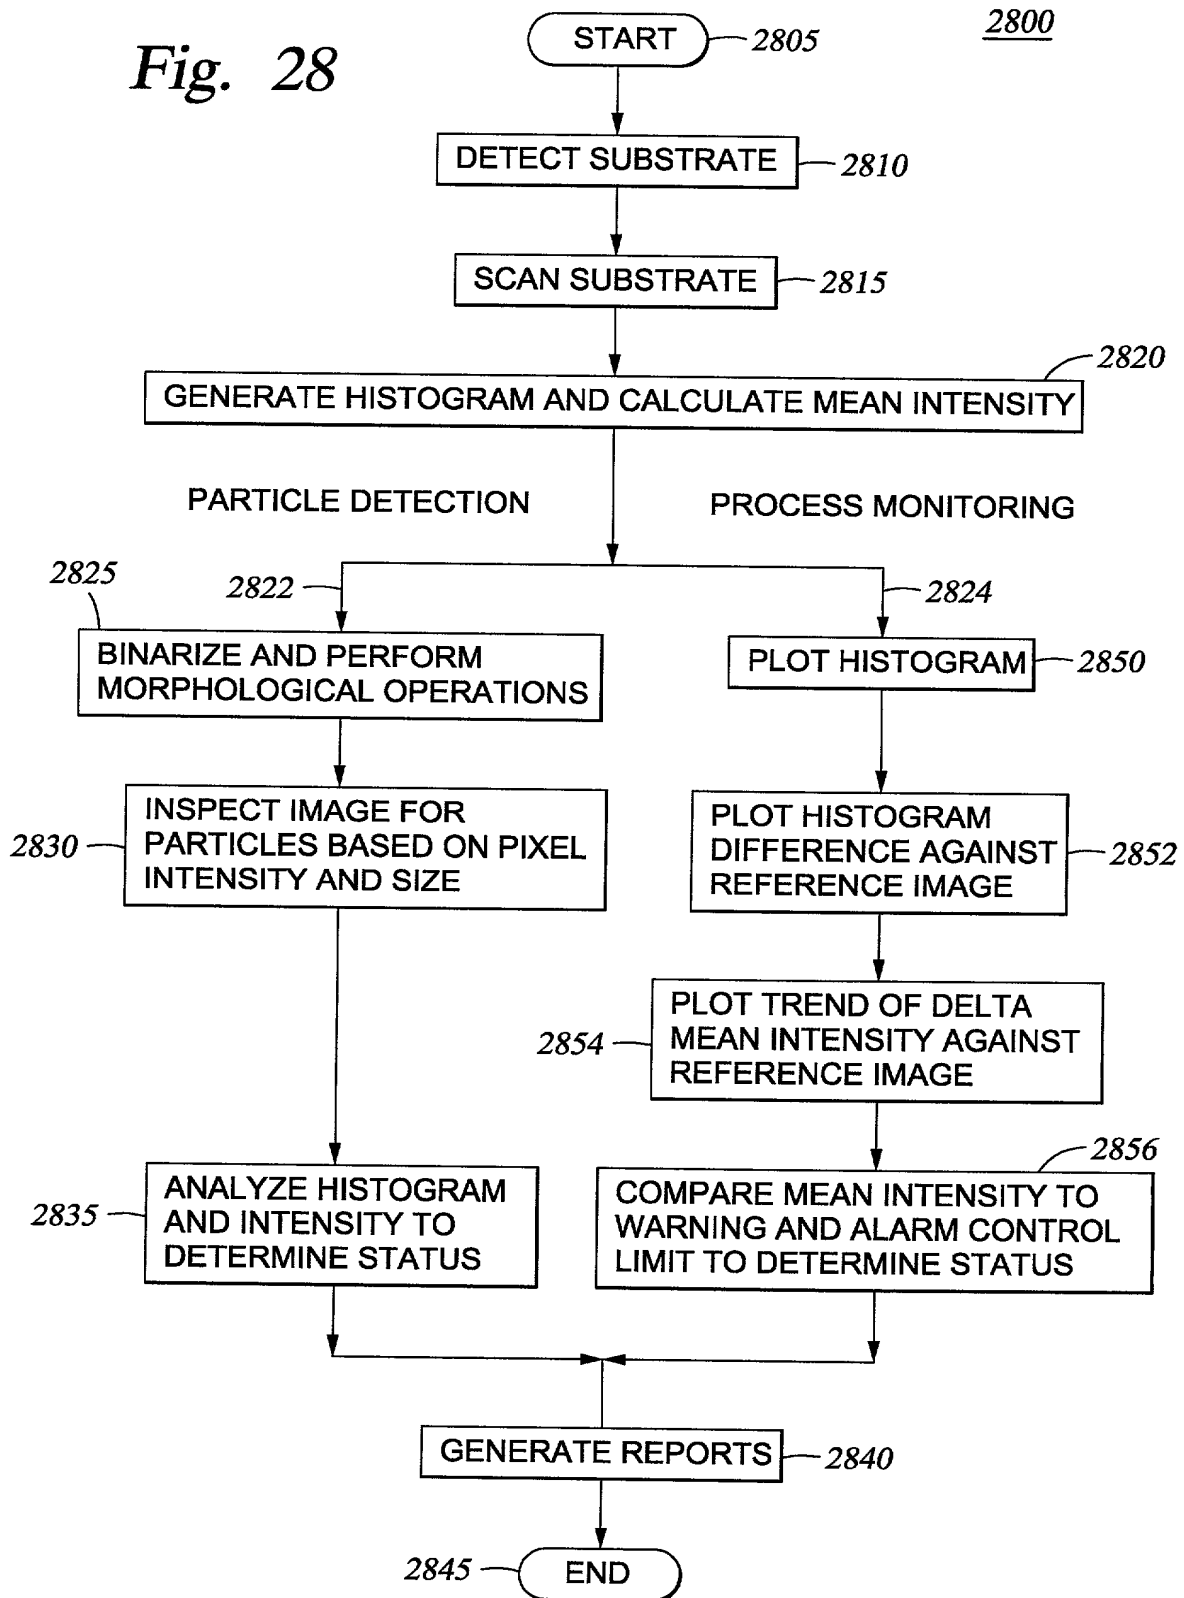 2800
START
2805
Fig. 28
DETECT SUBSTRATE
2810
SCAN SUBSTRATE
2815
2820
GENERATE HISTOGRAM AND CALCULATE MEAN INTENSITY
PARTICLE DETECTION
PROCESS MONITORING
2825
2822
2824
BINARIZE AND PERFORM
MORPHOLOGICAL OPERATIONS
PLOT HISTOGRAM
2850
INSPECT IMAGE FOR
PARTICLES BASED ON PIXEL
INTENSITY AND SIZE
2830
PLOT HISTOGRAM
DIFFERENCE AGAINST
REFERENCE IMAGE
2852
PLOT TREND OF DELTA
MEAN INTENSITY AGAINST
REFERENCE IMAGE
2854
2856
ANALYZE HISTOGRAM
AND INTENSITY TO
DETERMINE STATUS
2835
COMPARE MEAN INTENSITY TO
WARNING AND ALARM CONTROL
LIMIT TO DETERMINE STATUS
GENERATE REPORTS
2840
2845
END